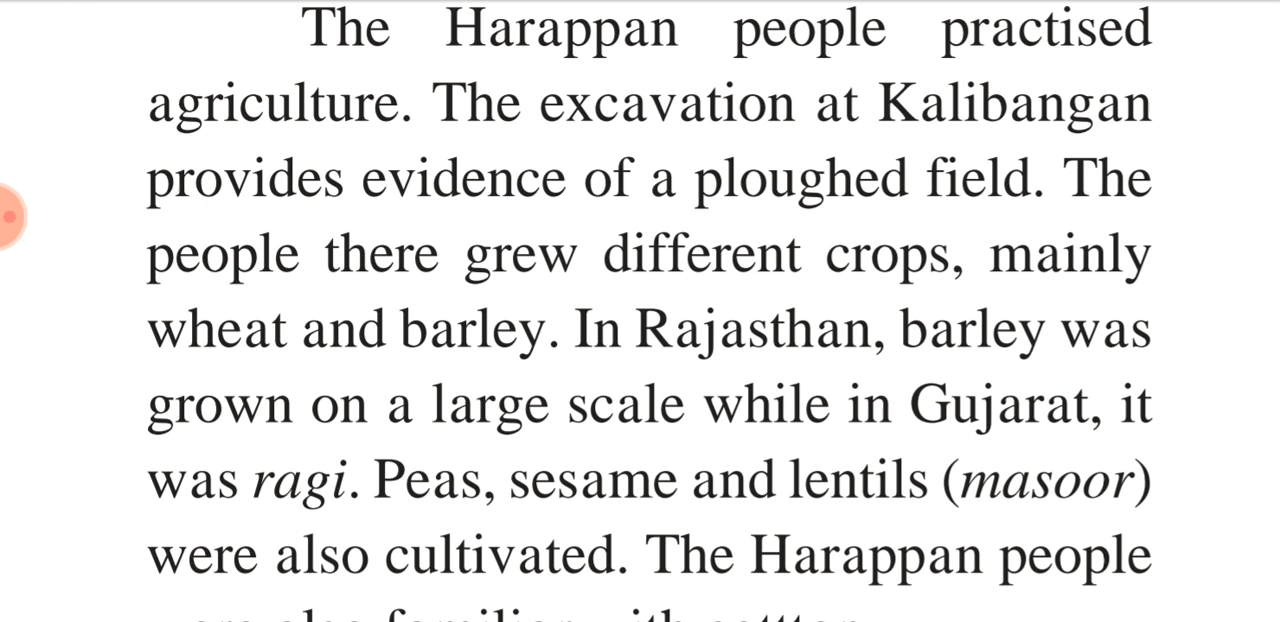 The Harappan people practised
agriculture. The excavation at Kalibangan
provides evidence of a ploughed field. The
people there grew different crops, mainly
wheat and barley. In Rajasthan, barley was
grown on a large scale while in Gujarat, it
was ragi. Peas, sesame and lentils (masoor)
were also cultivated. The Harappan people